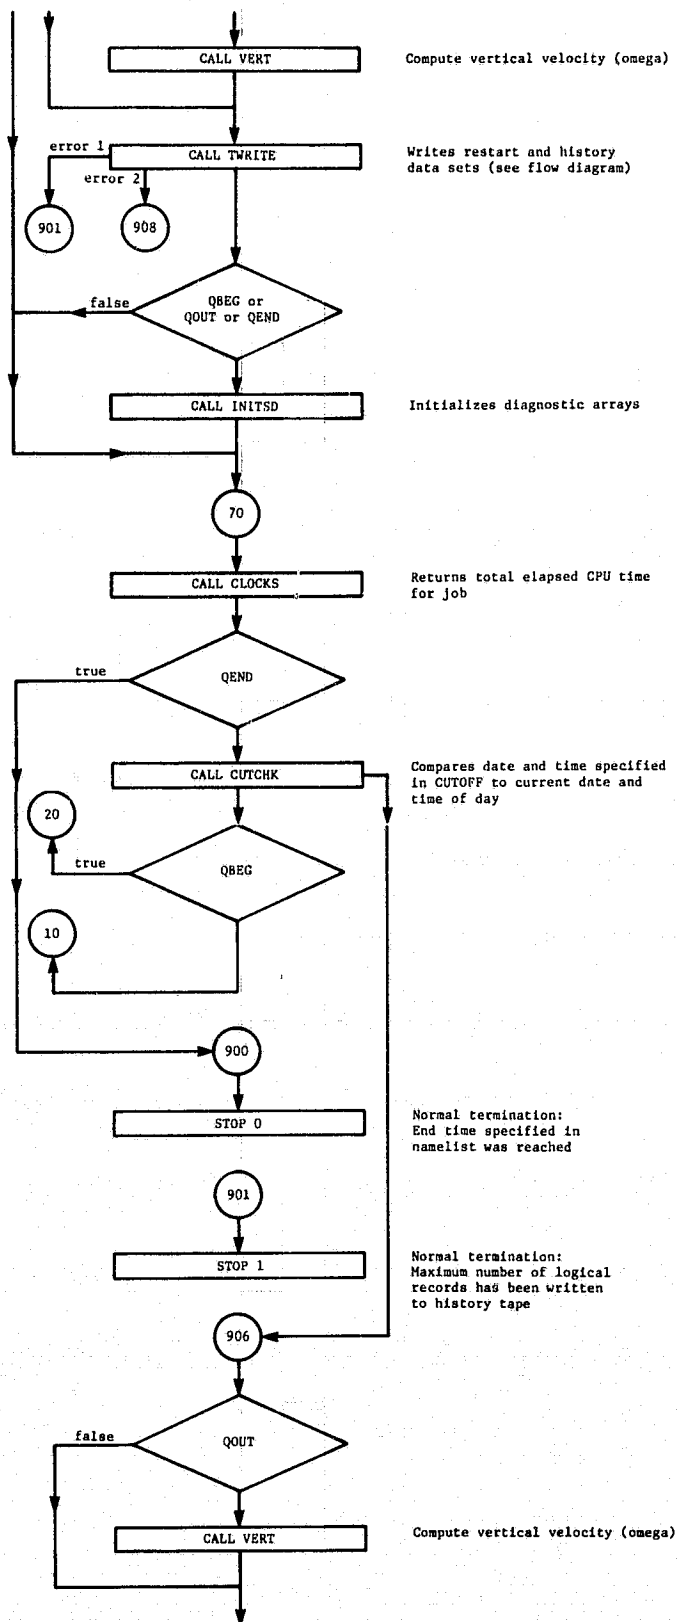 CALL VERT
Compute vertical velocity (omega)
error 1
CALL TWRITE
Writes restart and history
data sets (see flow diagram)
error 2
901
908
false
QBEG or
QOUT or QEND
CALL INITSD
Initializes diagnostic arrays
70
CALL CLOCKS
Returns total elapsed CPU time
for job
true
QEND
CALL CUTCHK
Compares date and time specified
in CUTOFF to current date and
time of day
20
true
QBEG
10
900
STOP 0
Normal termination:
End time specified in
namelist was reached
901
STOP 1
Normal termination:
Maximum number of logical
records has been written
to history tape
906
false
QOUT
CALL VERT
Compute vertical velocity (omega)